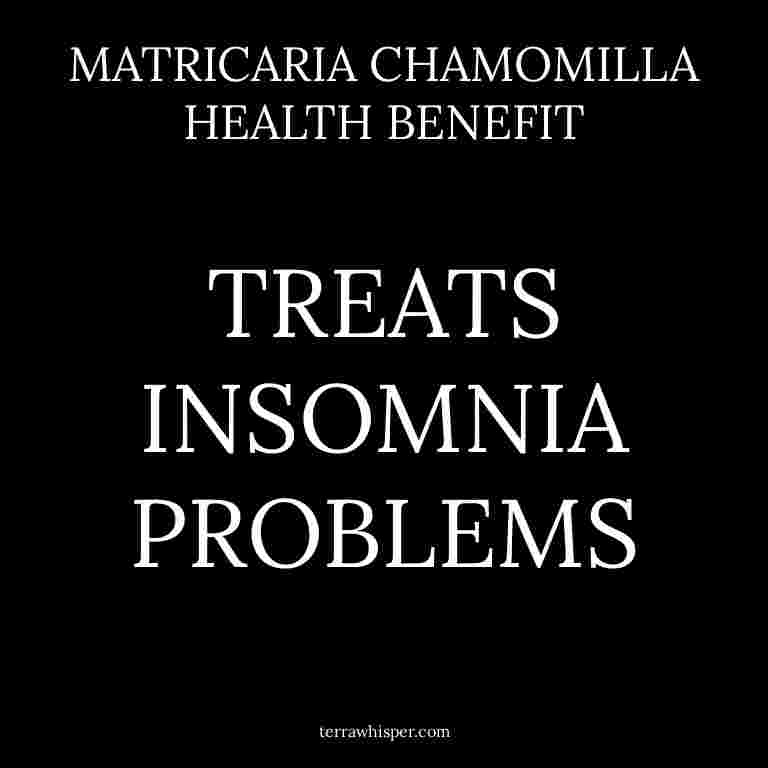 MATRICARIA CHAMOMILLA
HEALTH BENEFIT
TREATS
INSOMNIA
PROBLEMS
terrawhisper.com